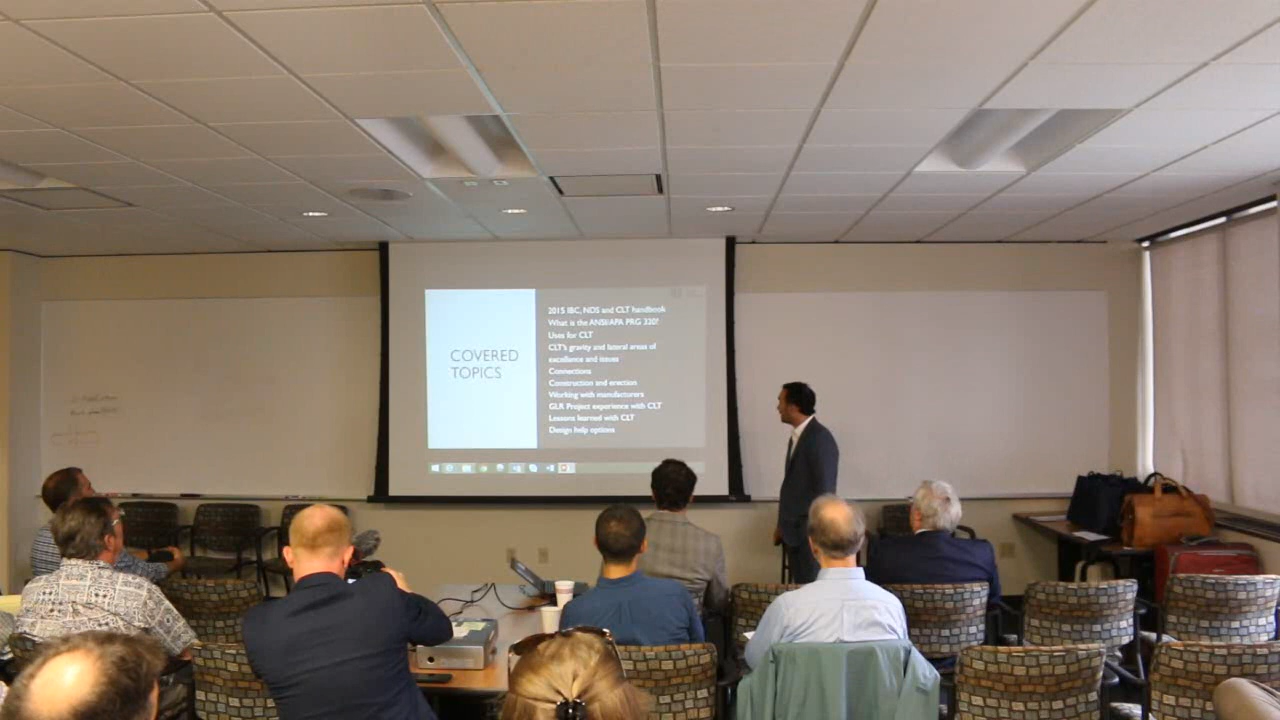 COVERED
TOPICS
2015 IBC, NDS and CLT handbook
What is the ANSI/APA PRG 320?
Uses for CLT
CLT's gravity and lateral areas of
excellence and issues
Connections
Construction and erection
Working with manufacturers
GLR Project experience with CLT
Lessons learned with CLT
Design help options